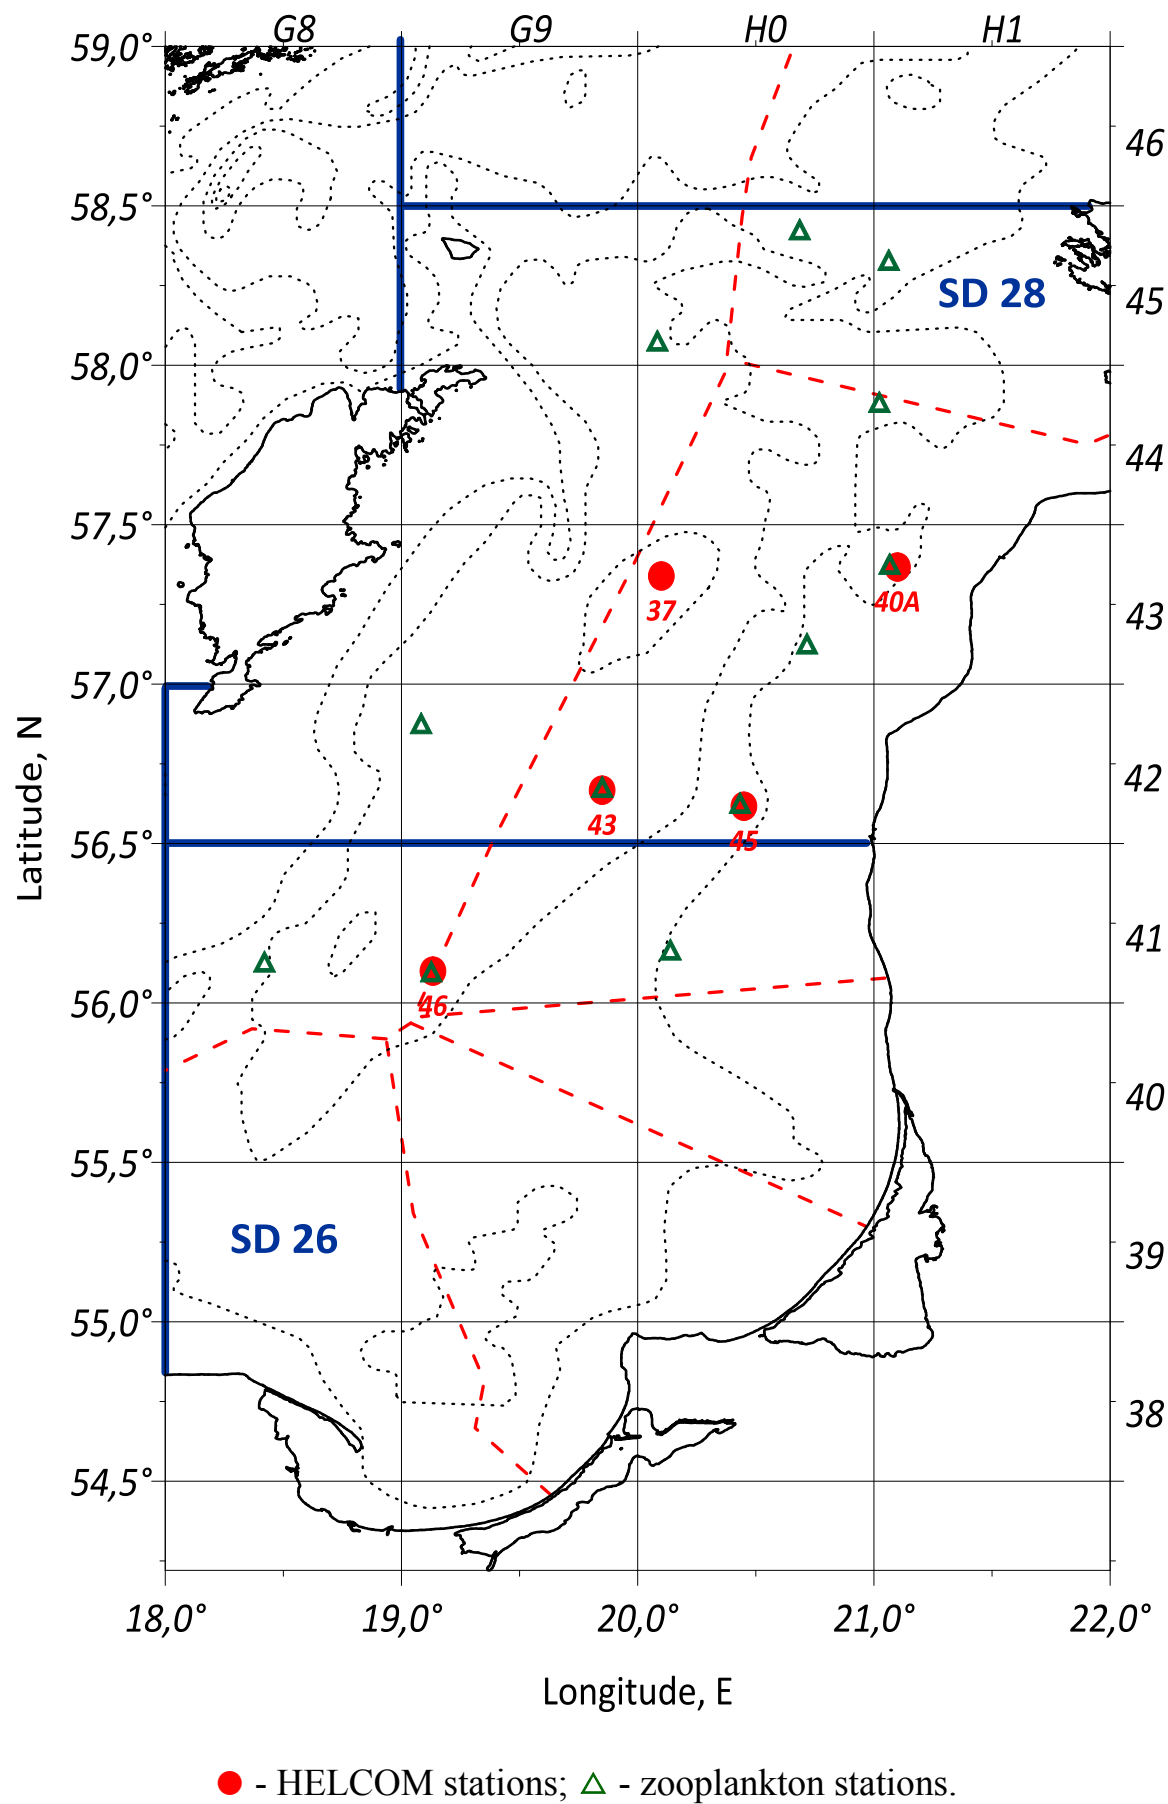 G8 G9 H0 H1
59,0°
46
58,5°
45
SD 28
58,0°
44
57,5°
37 40A
43
57,0°
Latitude, N
42
43 45
56,5°
41
46
56,0°
40
55,5°
SD 26
39
55,0°
38
54,5°
18,0° 19,0° 20,0° 21,0° 22,0°
Longitude, E
- HELCOM stations; - zooplankton stations.